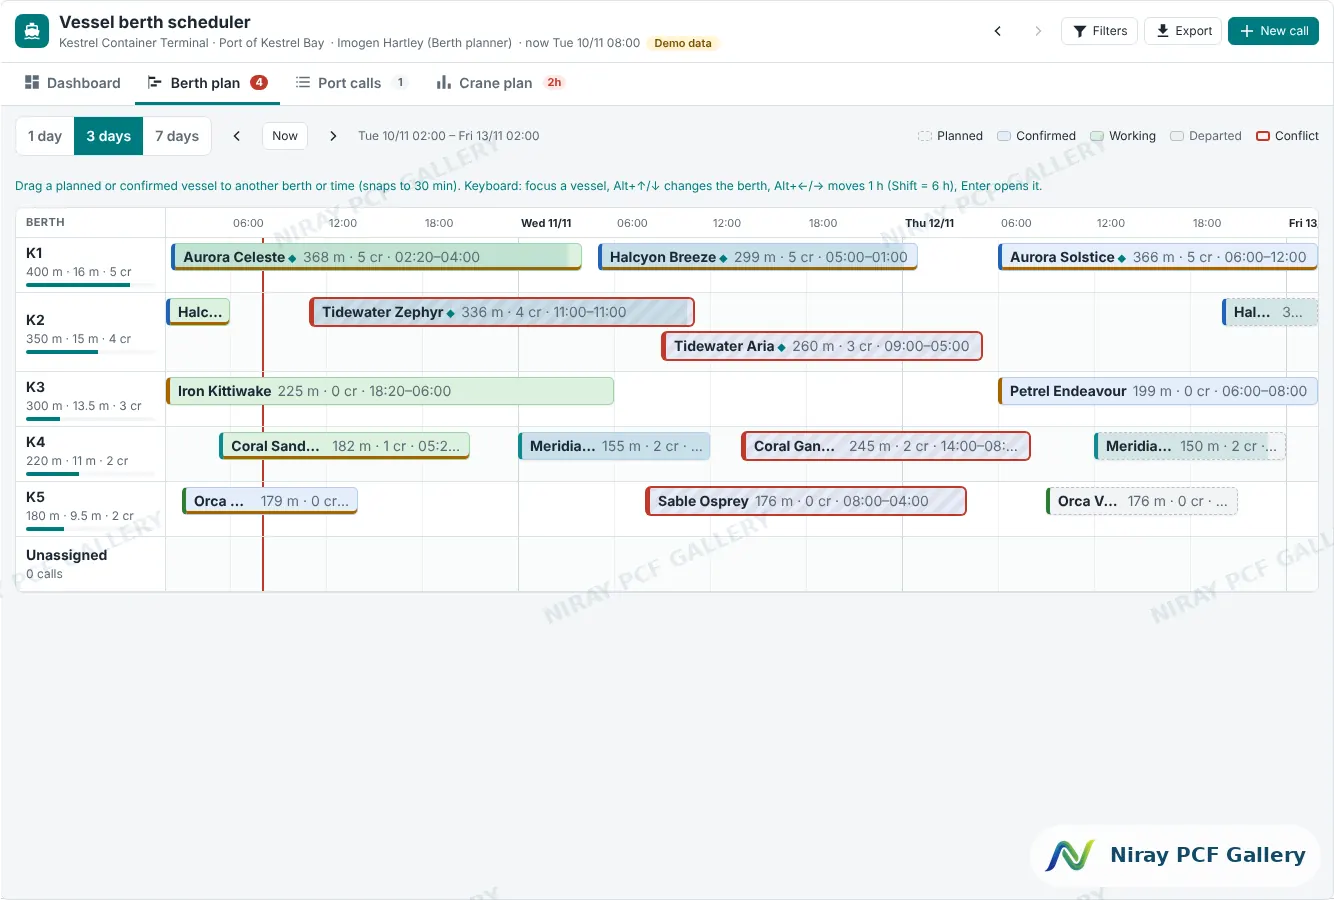 Vessel berth scheduler
Kestrel Container Terminal · Port of Kestrel Bay · Imogen Hartley (Berth planner) · now Tue 10/11 08:00 Demo data
Filters Export New call
Dashboard Berth plan 4 Port calls 1 Crane plan 2h
1 day 3 days 7 days Now Tue 10/11 02:00 – Fri 13/11 02:00 Planned Confirmed Working Departed Conflict
Drag a planned or confirmed vessel to another berth or time (snaps to 30 min). Keyboard: focus a vessel, Alt+↑/↓ changes the berth, Alt+←/→ moves 1 h (Shift = 6 h), Enter opens it.
BERTH 06:00 12:00 18:00 Wed 11/11 06:00 12:00 18:00 Thu 12/11 06:00 12:00 18:00 Fri 13
K1
400 m · 16 m · 5 cr
Aurora Celeste ◆ 368 m · 5 cr · 02:20–04:00
Halcyon Breeze ◆ 299 m · 5 cr · 05:00–01:00
Aurora Solstice ◆ 366 m · 5 cr · 06:00–12:00
K2
350 m · 15 m · 4 cr
Halc...
Tidewater Zephyr ◆ 336 m · 4 cr · 11:00–11:00
Hal... 3...
Tidewater Aria ◆ 260 m · 3 cr · 09:00–05:00
K3
300 m · 13.5 m · 3 cr
Iron Kittiwake 225 m · 0 cr · 18:20–06:00
Petrel Endeavour 199 m · 0 cr · 06:00–08:00
K4
220 m · 11 m · 2 cr
Coral Sand... 182 m · 1 cr · 05:2...
Meridia... 155 m · 2 cr · ...
Coral Gan... 245 m · 2 cr · 14:00–08:...
Meridia... 150 m · 2 cr · ...
K5
180 m · 9.5 m · 2 cr
Orca ... 179 m · 0 cr...
Sable Osprey 176 m · 0 cr · 08:00–04:00
Orca V... 176 m · 0 cr · ...
Unassigned
0 calls
NIRAY PCF GALLERY
NIRAY PCF GALLERY
NIRAY PCF GALLERY
NIRAY PCF GALL
GALLERY
Niray PCF Gallery